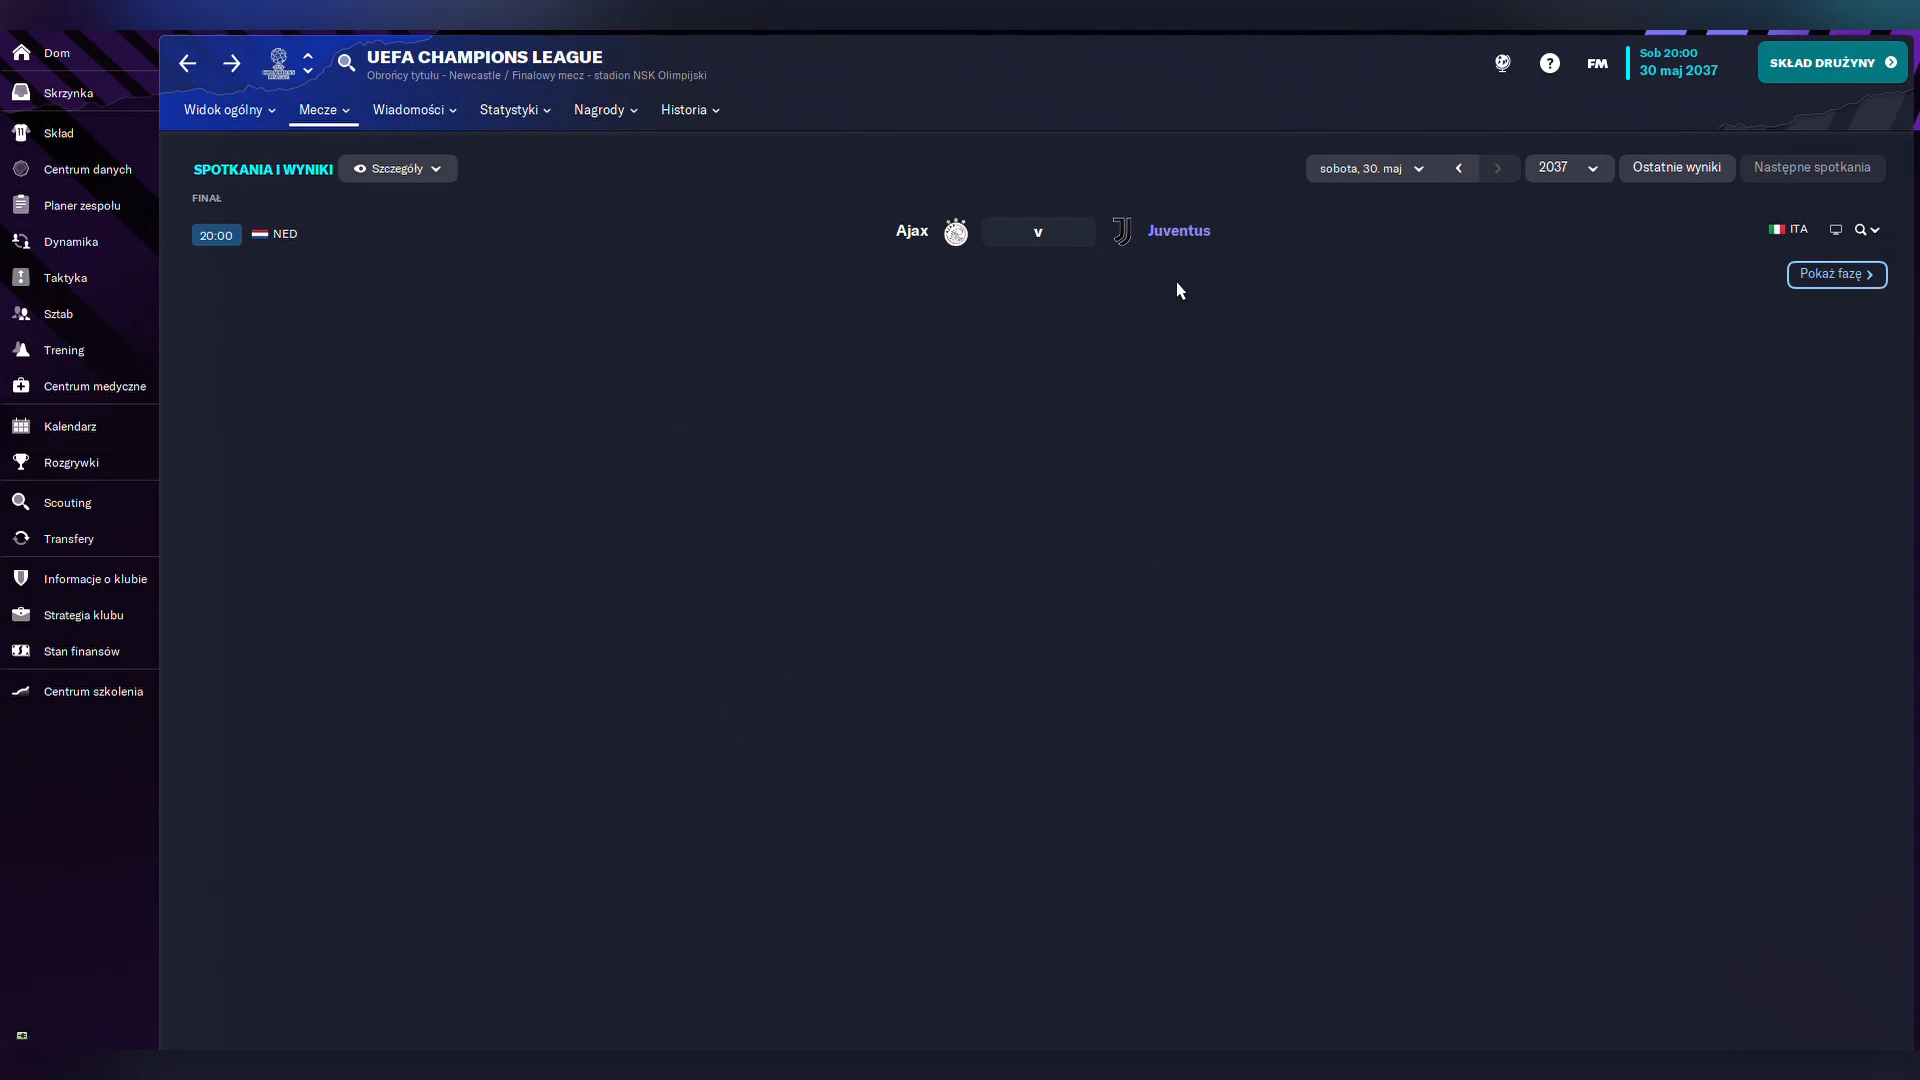 Dom
Skrzynka
Skład
Centrum danych
Planer zespołu
Dynamika
Taktyka
Sztab
Trening
Centrum medyczne
Kalendarz
Rozgrywki
Scouting
Transfery
Informacje o klubie
Strategia klubu
Stan finansów
Centrum szkolenia
UEFA CHAMPIONS LEAGUE
Obrońcy tytułu - Newcastle / Finałowy mecz - stadion NSK Olimpijski
FM
Sob 20:00
30 maj 2037
SKŁAD DRUŻYNY
Widok ogólny
Mecze
Wiadomości
Statystyki
Nagrody
Historia
SPOTKANIA I WYNIKI
Szczegóły
sobota, 30. maj
2037
Ostatnie wyniki
Następne spotkania
FINAŁ
20:00 NED Ajax v Juventus ITA
Pokaż fazę